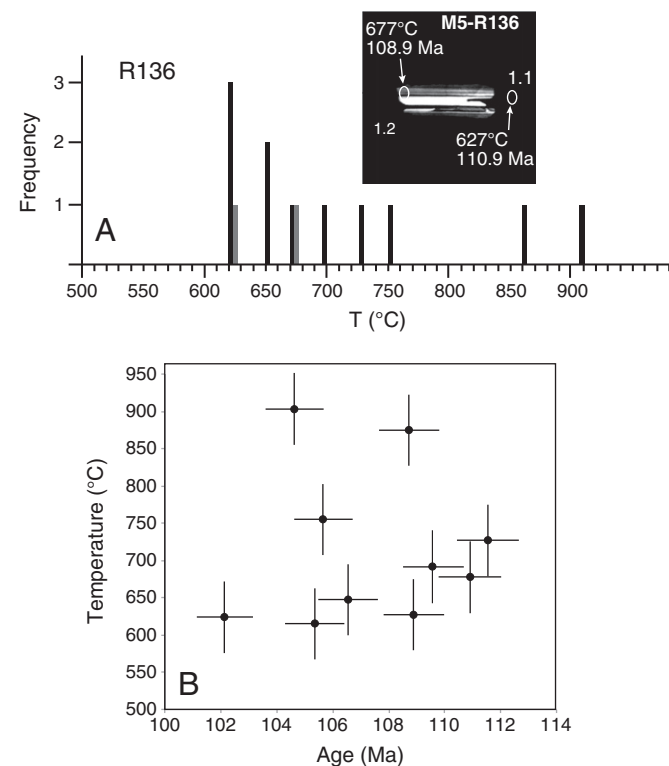 M5-R136
677°C
108.9 Ma
1.1
1.2
627°C
110.9 Ma
R136
Frequency
3
2
1
A
500 550 600 650 700 750 800 850 900
T (°C)
Temperature (°C)
950
900
850
800
750
700
650
600
550
500
B
100 102 104 106 108 110 112 114
Age (Ma)